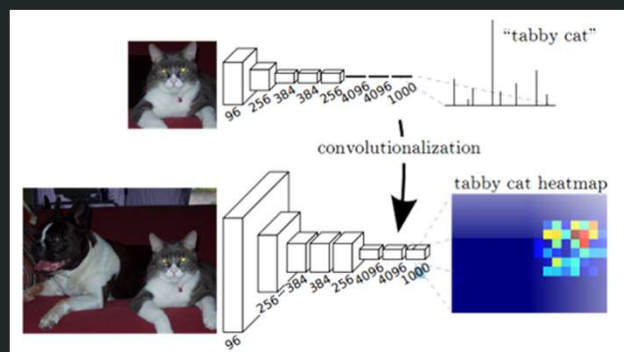 “tabby cat”
96 256 384 384 256 4096 4096 1000
convolutionalization
tabby cat heatmap
96 256 384 384 256 4096 4096 1000